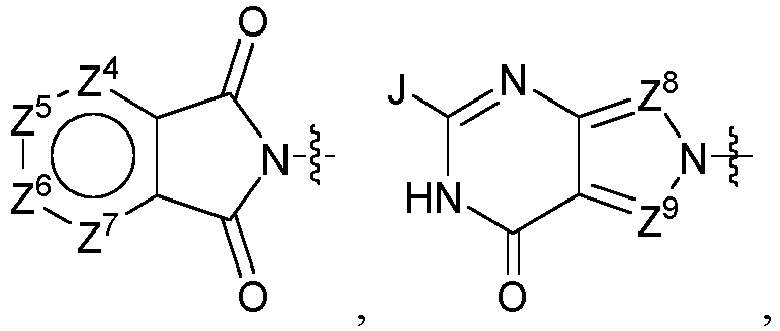 O
Z⁴ J N Z⁸
Z⁵
N N
Z⁶ HN
Z⁷ Z⁹
O , O ,